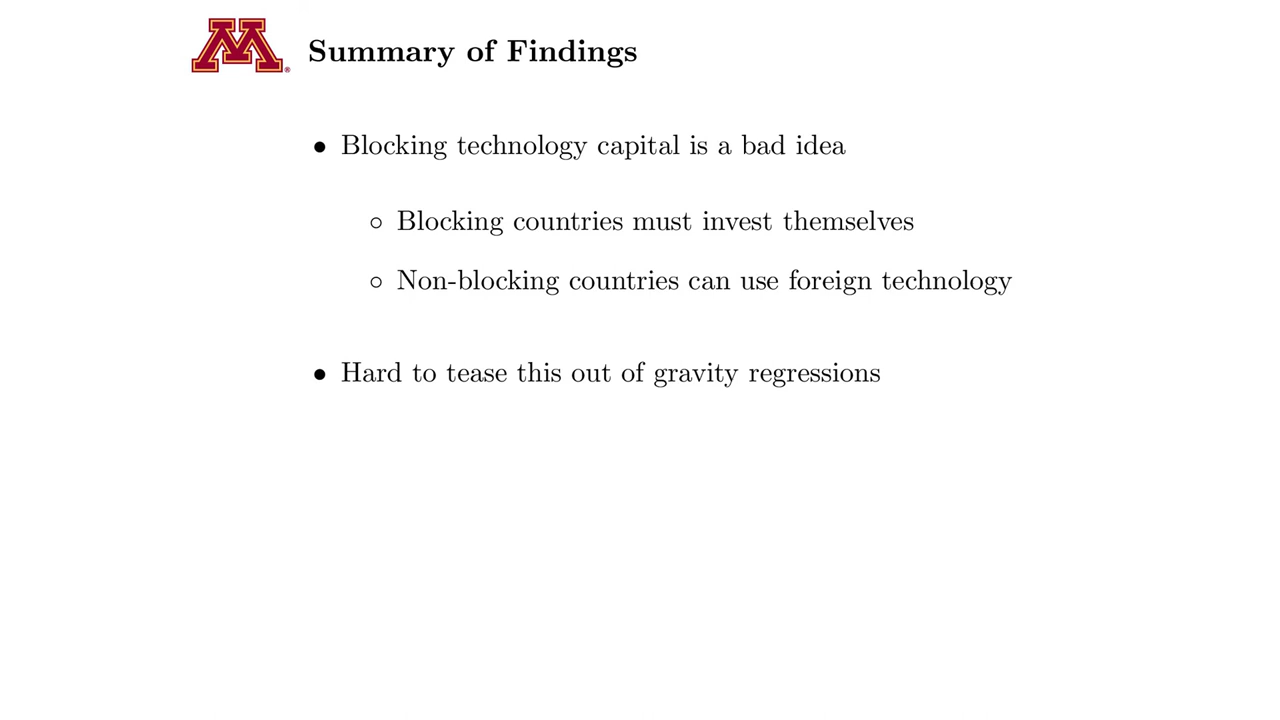 M
Summary of Findings
• Blocking technology capital is a bad idea
◦ Blocking countries must invest themselves
◦ Non-blocking countries can use foreign technology
• Hard to tease this out of gravity regressions